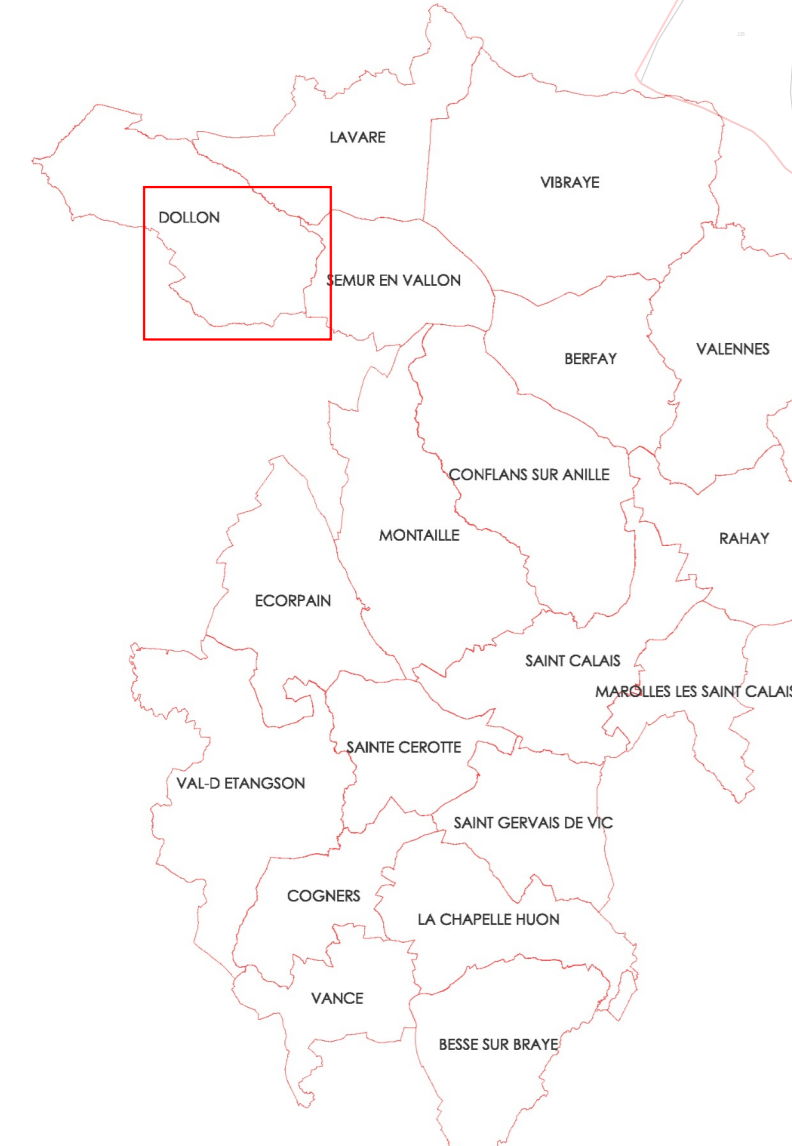 LAVARE
VIBRAYE
DOLLON
SEMUR EN VALLON
VALENNES
BERFAY
CONFLANS SUR ANILLE
MONTAILLE
RAHAY
ECORPAIN
SAINT CALAIS
MAROLLES LES SAINT CALAIS
SAINTE CEROTTE
VAL-D ETANGSON
SAINT GERVAIS DE VIC
COGNERS
LA CHAPELLE HUON
VANCE
BESSE SUR BRAYE